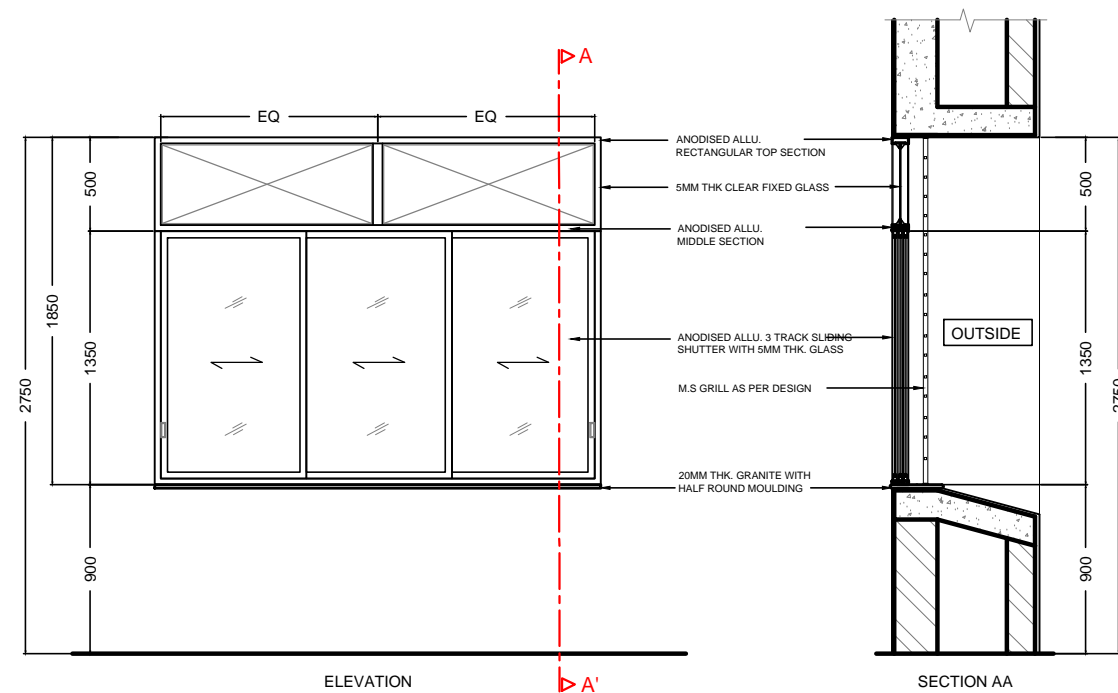 A
EQ
EQ
500
1850
1350
2750
900
ANODISED ALLU.
RECTANGULAR TOP SECTION
5MM THK CLEAR FIXED GLASS
ANODISED ALLU.
MIDDLE SECTION
ANODISED ALLU. 3 TRACK SLIDING
SHUTTER WITH 5MM THK. GLASS
M.S GRILL AS PER DESIGN
20MM THK. GRANITE WITH
HALF ROUND MOULDING
OUTSIDE
500
1350
2750
900
A'
ELEVATION
SECTION AA